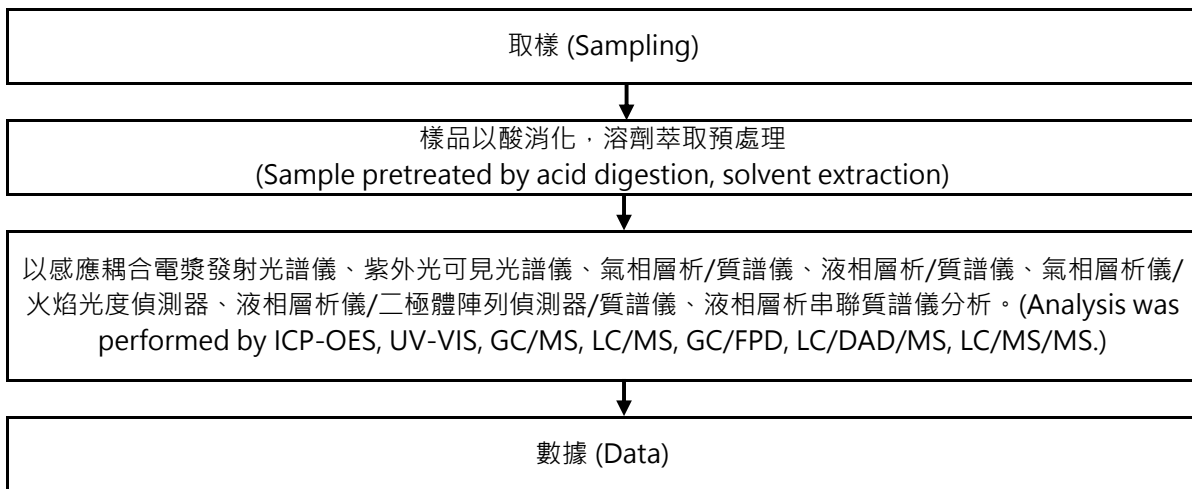 取樣 (Sampling)
樣品以酸消化，溶劑萃取預處理
(Sample pretreated by acid digestion, solvent extraction)
以感應耦合電漿發射光譜儀、紫外光可見光譜儀、氣相層析/質譜儀、液相層析/質譜儀、氣相層析儀/
火焰光度偵測器、液相層析儀/二極體陣列偵測器/質譜儀、液相層析串聯質譜儀分析。(Analysis was
performed by ICP-OES, UV-VIS, GC/MS, LC/MS, GC/FPD, LC/DAD/MS, LC/MS/MS.)
數據 (Data)